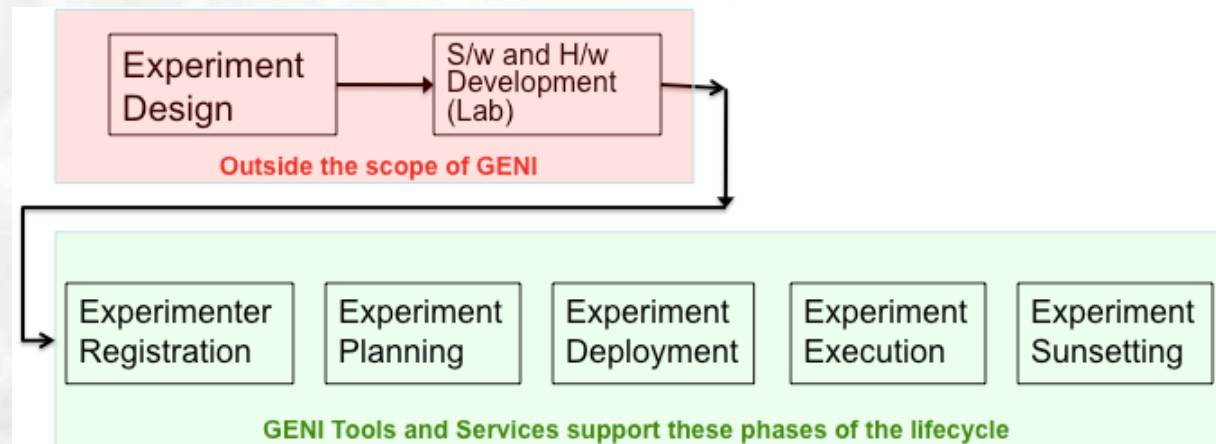 Experiment
Design
S/w and H/w
Development
(Lab)
Outside the scope of GENI
Experimenter
Registration
Experiment
Planning
Experiment
Deployment
Experiment
Execution
Experiment
Sunsetting
GENI Tools and Services support these phases of the lifecycle